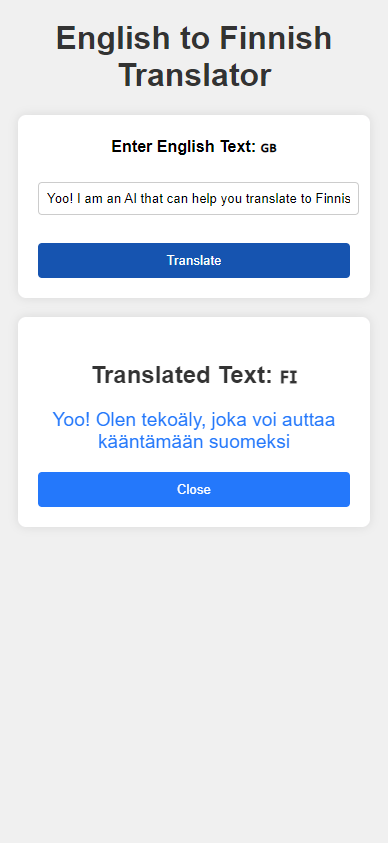 English to Finnish
Translator
Enter English Text: GB
Yoo! I am an AI that can help you translate to Finnis
Translate
Translated Text: FI
Yoo! Olen tekoäly, joka voi auttaa
kääntämään suomeksi
Close